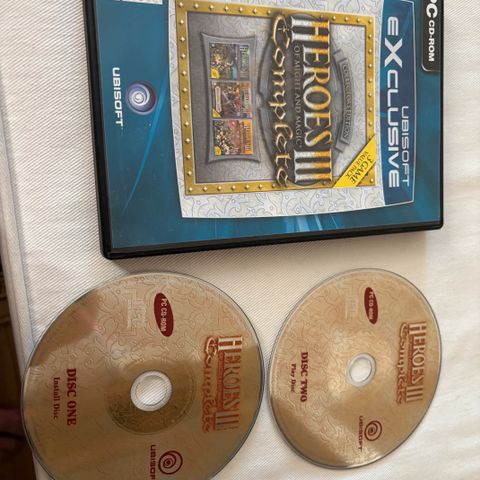 PC CD-ROM
UBISOFT
EXCLUSIVE
COLLECTOR'S EDITION
HEROES III
OF MIGHT AND MAGIC
Complete
3 GAME
VALUE PACK
UBISOFT
PC CD-ROM
HEROES III
Complete
DISC ONE
Install Disc
UBISOFT
PC CD-ROM
HEROES III
Complete
DISC TWO
Play Disc
UBISOFT